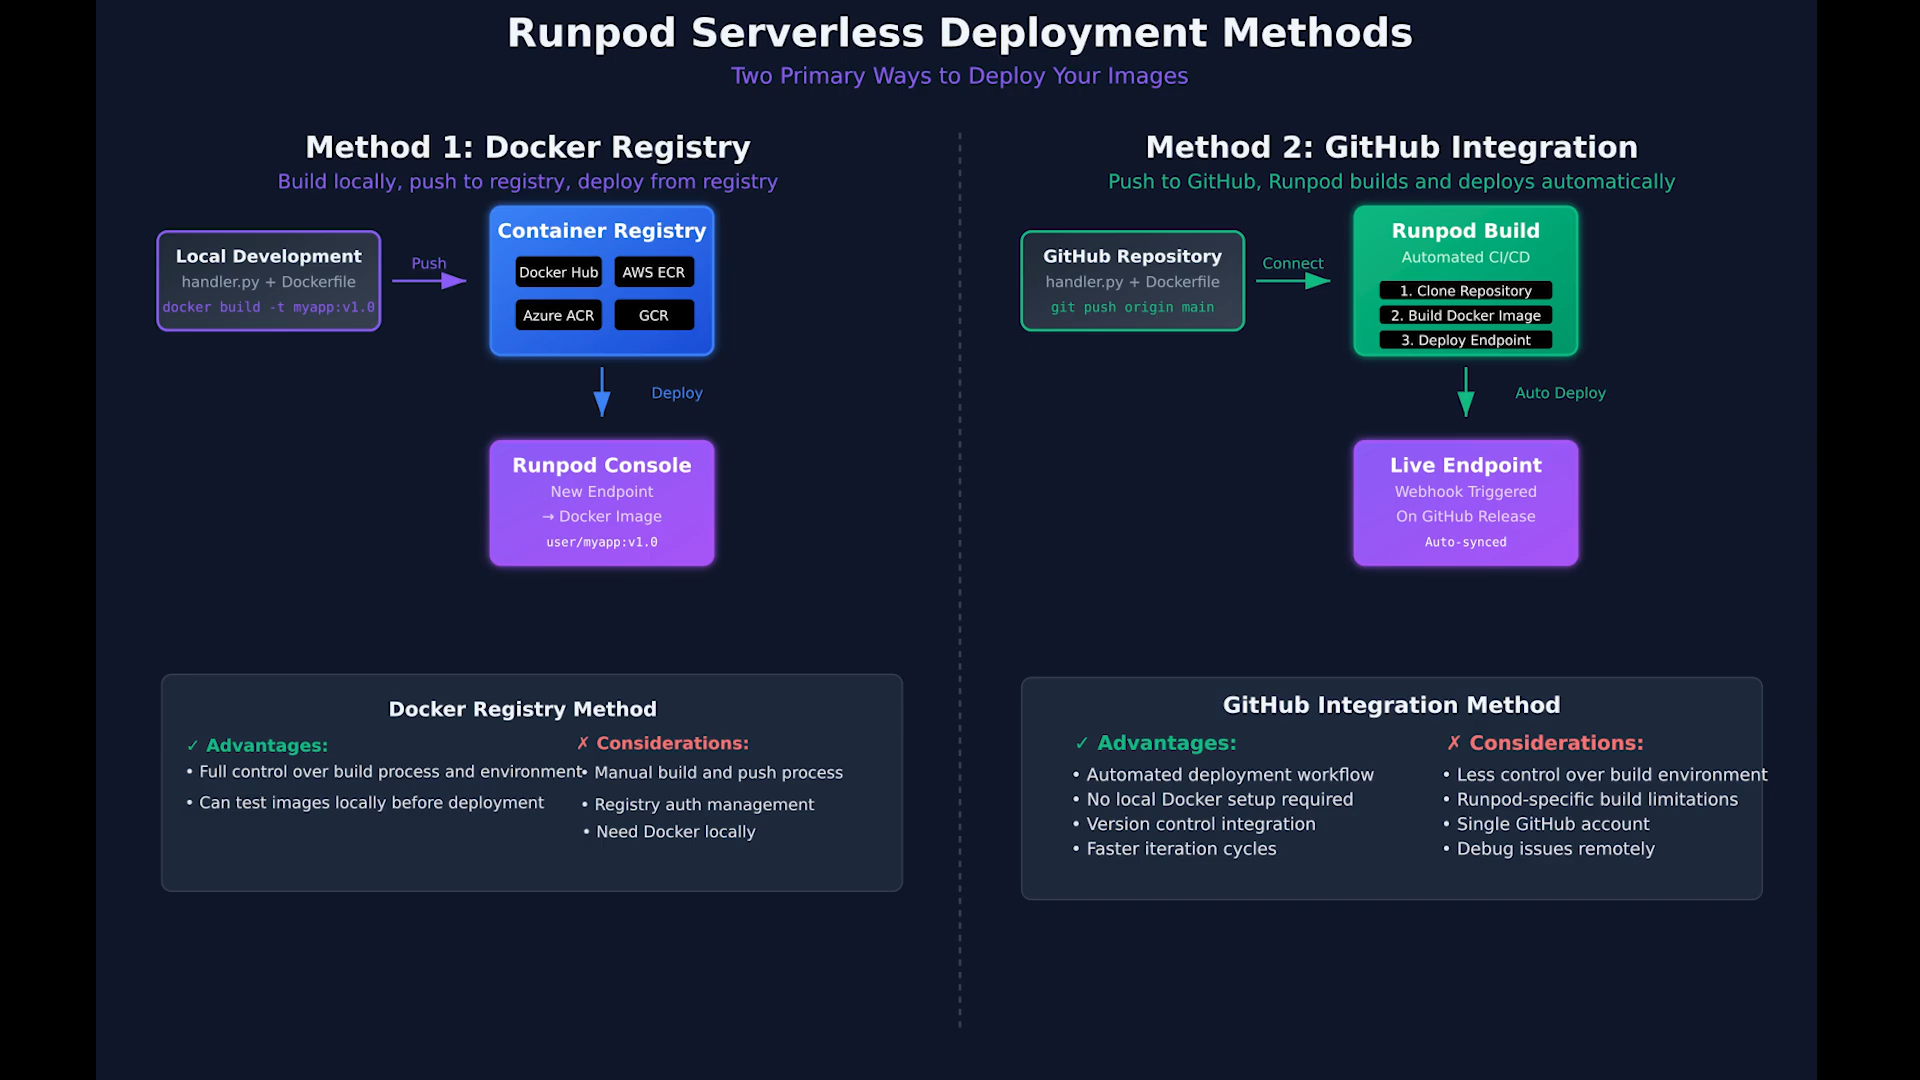 Runpod Serverless Deployment Methods
Two Primary Ways to Deploy Your Images
Method 1: Docker Registry
Build locally, push to registry, deploy from registry
Local Development
handler.py + Dockerfile
docker build -t myapp:v1.0
Push
Container Registry
Docker Hub
AWS ECR
Azure ACR
GCR
Deploy
Runpod Console
New Endpoint
→ Docker Image
user/myapp:v1.0
Docker Registry Method
✓ Advantages:
• Full control over build process and environment
• Can test images locally before deployment
✗ Considerations:
• Manual build and push process
• Registry auth management
• Need Docker locally
Method 2: GitHub Integration
Push to GitHub, Runpod builds and deploys automatically
GitHub Repository
handler.py + Dockerfile
git push origin main
Connect
Runpod Build
Automated CI/CD
1. Clone Repository
2. Build Docker Image
3. Deploy Endpoint
Auto Deploy
Live Endpoint
Webhook Triggered
On GitHub Release
Auto-synced
GitHub Integration Method
✓ Advantages:
• Automated deployment workflow
• No local Docker setup required
• Version control integration
• Faster iteration cycles
✗ Considerations:
• Less control over build environment
• Runpod-specific build limitations
• Single GitHub account
• Debug issues remotely